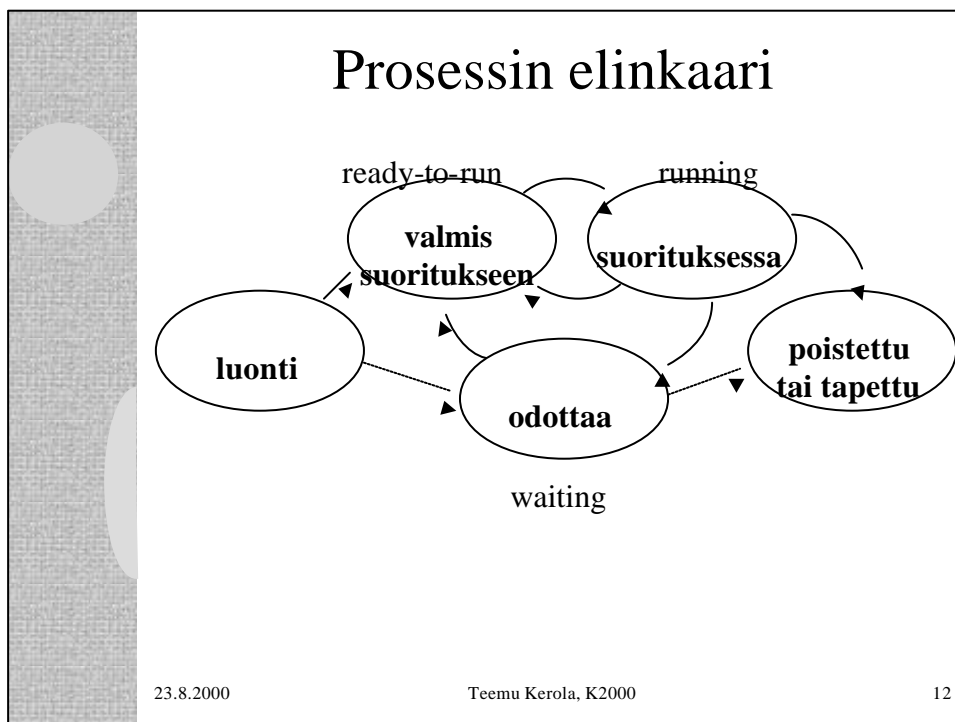 Prosessin elinkaari
ready-to-run
running
valmis
suoritukseen
suorituksessa
luonti
poistettu
tai tapettu
odottaa
waiting
23.8.2000
Teemu Kerola, K2000
12